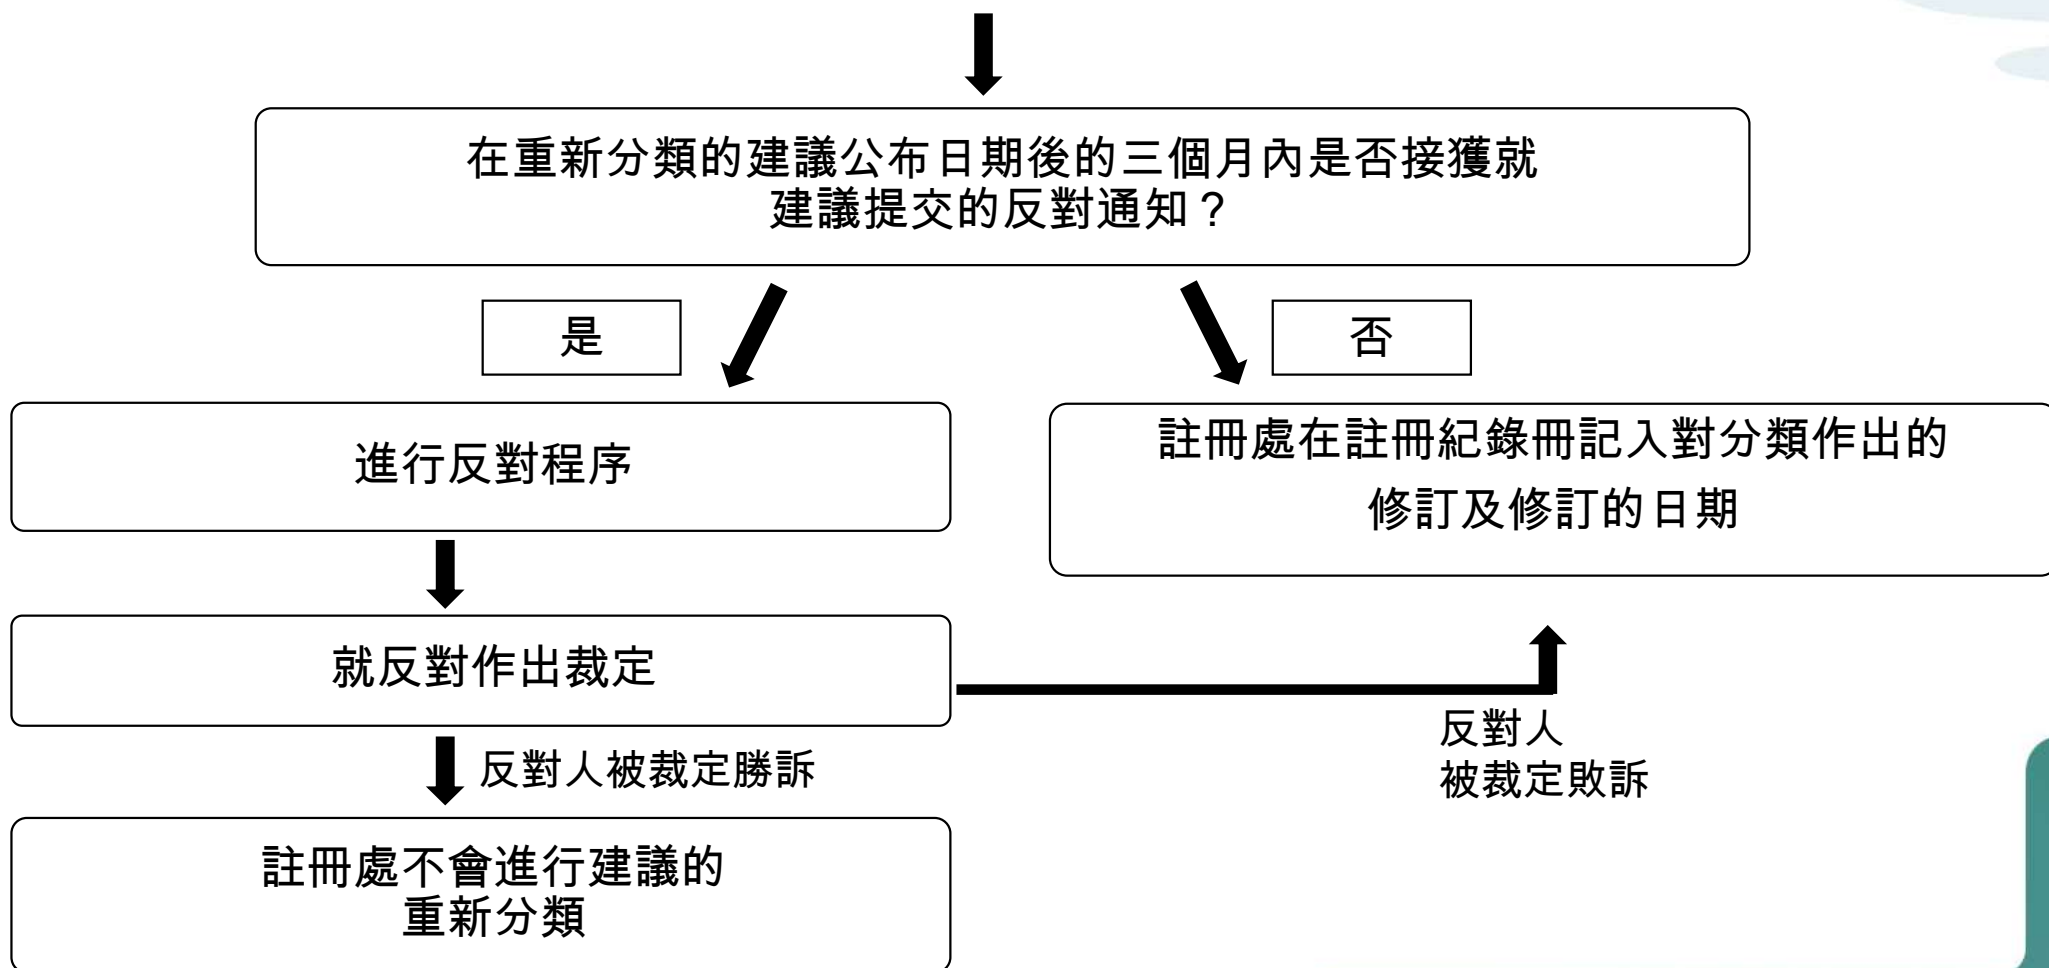 在重新分類的建議公布日期後的三個月內是否接獲就
建議提交的反對通知？
是
否
進行反對程序
註冊處在註冊紀錄冊記入對分類作出的
修訂及修訂的日期
就反對作出裁定
反對人
被裁定敗訴
反對人被裁定勝訴
註冊處不會進行建議的
重新分類